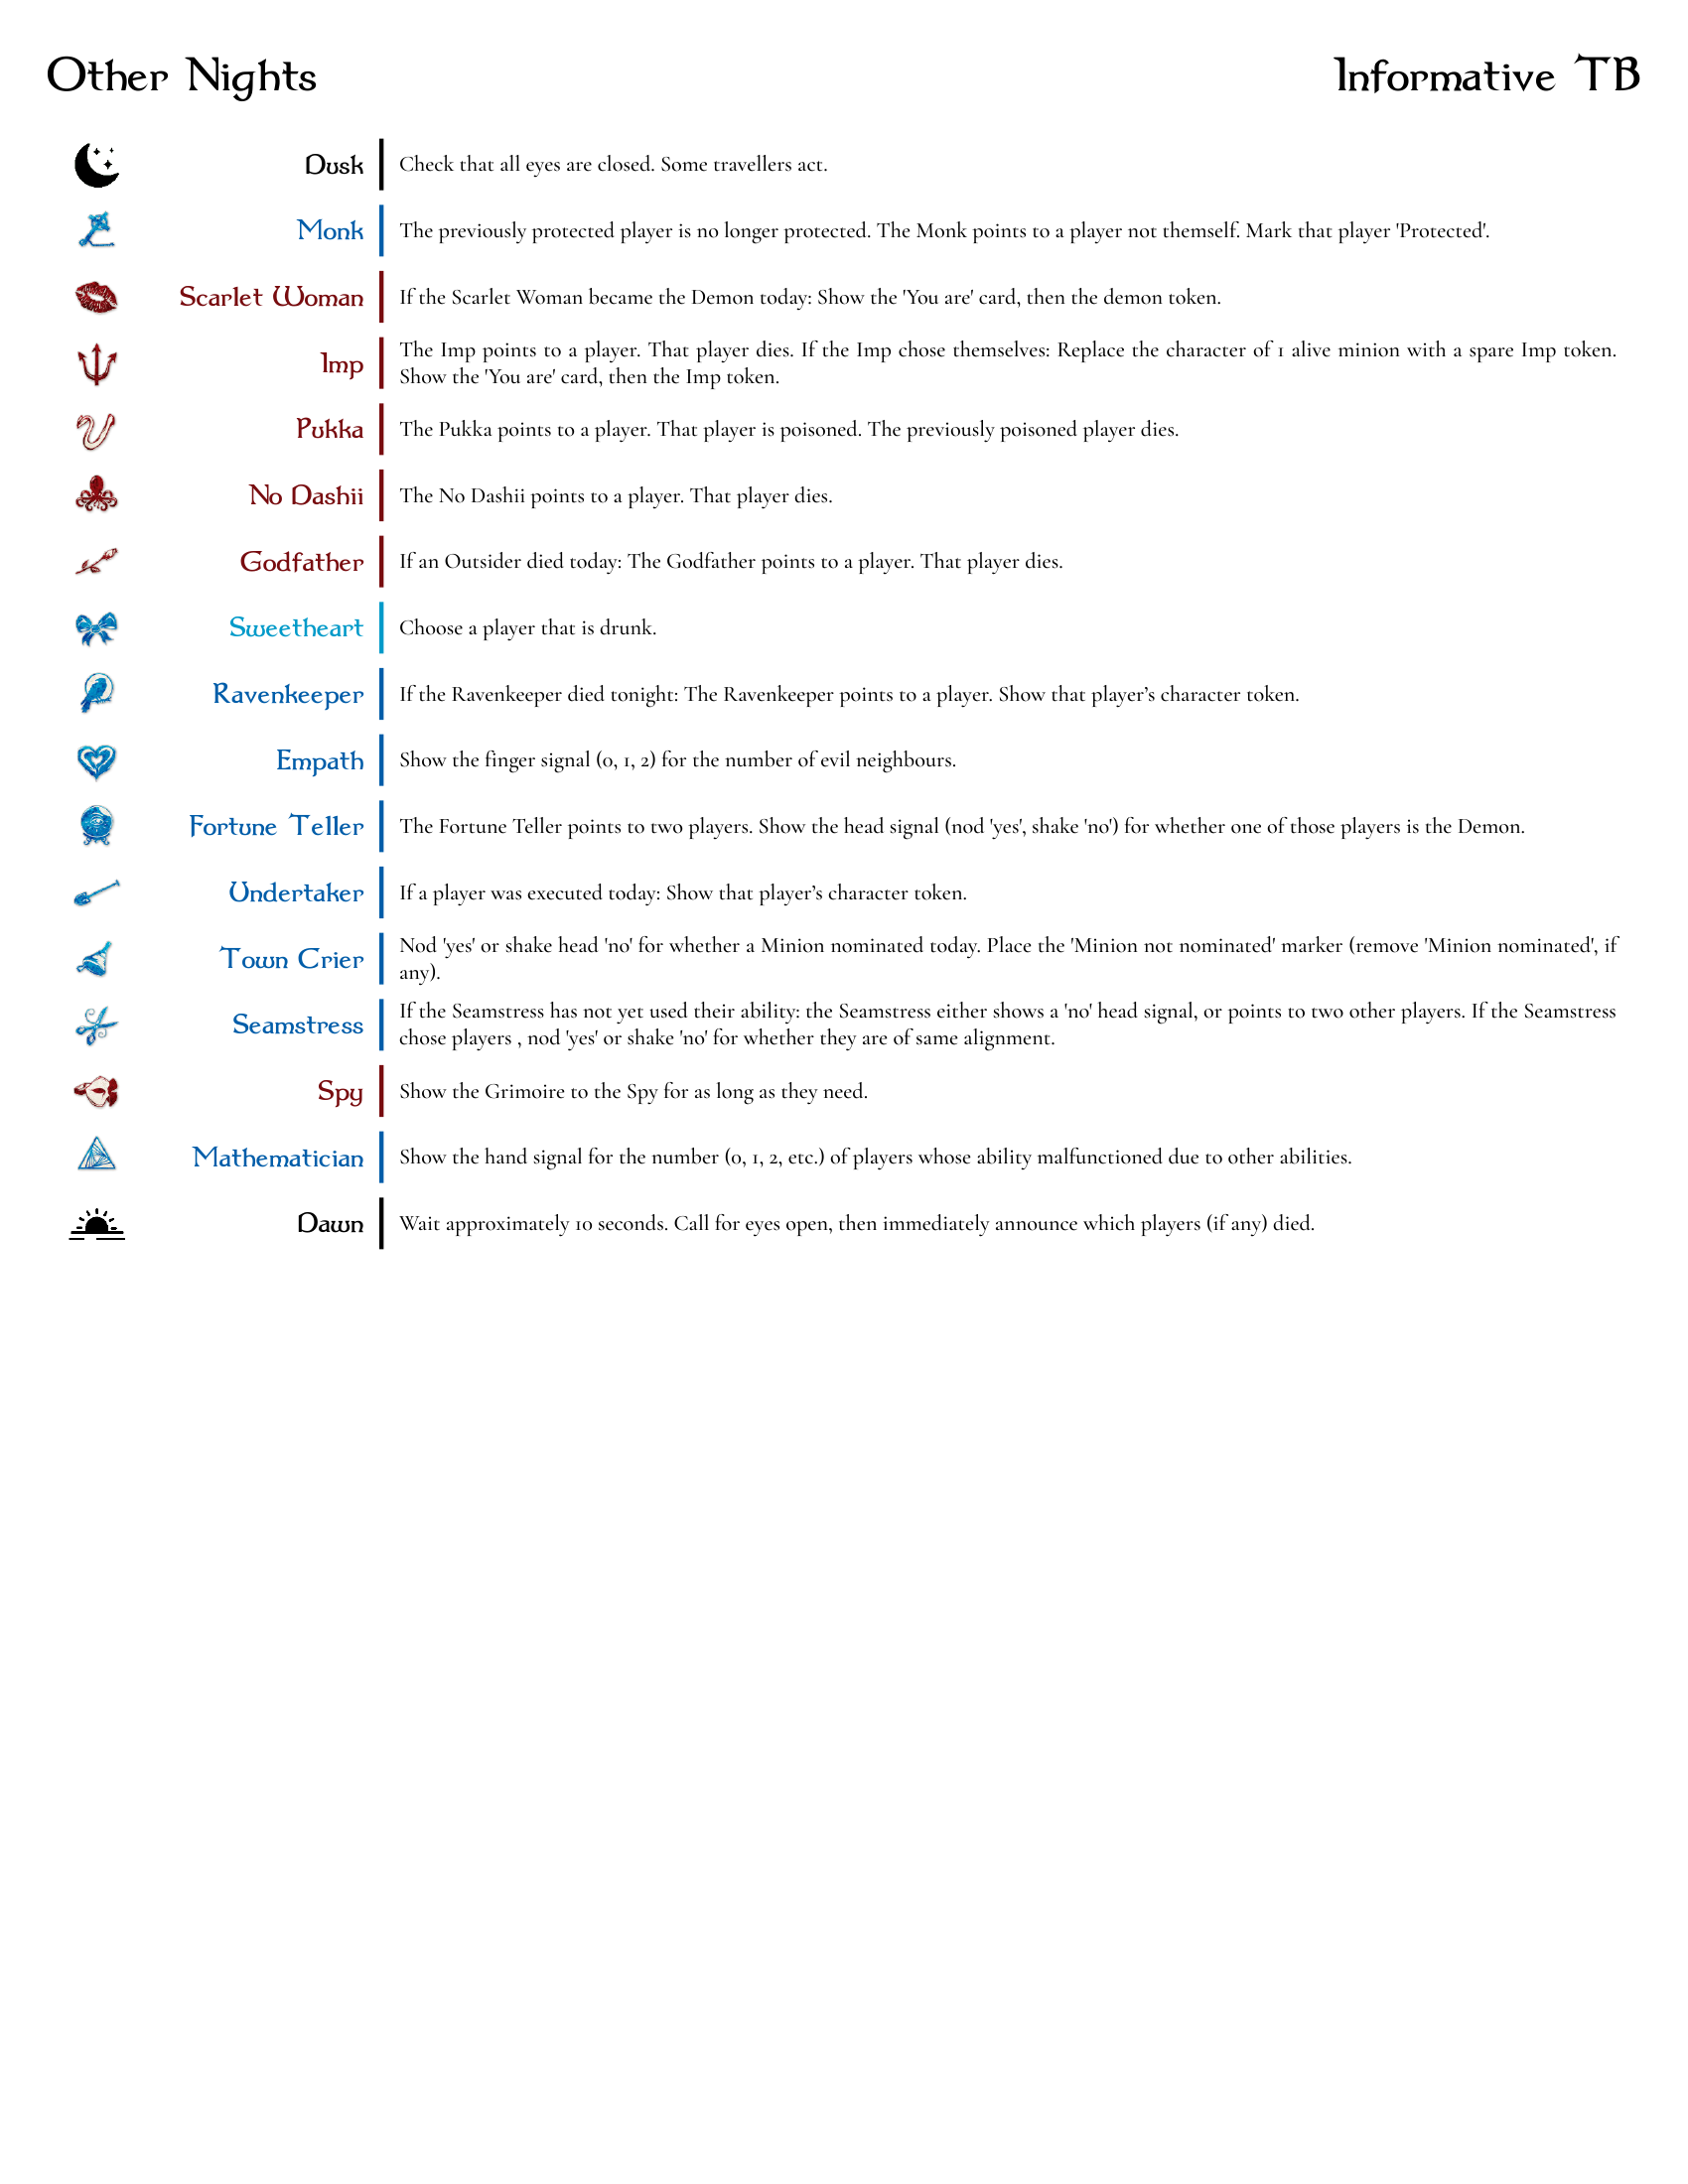 Other Nights
Informative TB
Dusk
Check that all eyes are closed. Some travellers act.
Monk
The previously protected player is no longer protected. The Monk points to a player not themself. Mark that player 'Protected'.
Scarlet Woman
If the Scarlet Woman became the Demon today: Show the 'You are' card, then the demon token.
Imp
The Imp points to a player. That player dies. If the Imp chose themselves: Replace the character of 1 alive minion with a spare Imp token.
Show the 'You are' card, then the Imp token.
Pukka
The Pukka points to a player. That player is poisoned. The previously poisoned player dies.
No Dashii
The No Dashii points to a player. That player dies.
Godfather
If an Outsider died today: The Godfather points to a player. That player dies.
Sweetheart
Choose a player that is drunk.
Ravenkeeper
If the Ravenkeeper died tonight: The Ravenkeeper points to a player. Show that player’s character token.
Empath
Show the finger signal (0, 1, 2) for the number of evil neighbours.
Fortune Teller
The Fortune Teller points to two players. Show the head signal (nod 'yes', shake 'no') for whether one of those players is the Demon.
Undertaker
If a player was executed today: Show that player’s character token.
Town Crier
Nod 'yes' or shake head 'no' for whether a Minion nominated today. Place the 'Minion not nominated' marker (remove 'Minion nominated', if
any).
Seamstress
If the Seamstress has not yet used their ability: the Seamstress either shows a 'no' head signal, or points to two other players. If the Seamstress
chose players , nod 'yes' or shake 'no' for whether they are of same alignment.
Spy
Show the Grimoire to the Spy for as long as they need.
Mathematician
Show the hand signal for the number (0, 1, 2, etc.) of players whose ability malfunctioned due to other abilities.
Dawn
Wait approximately 10 seconds. Call for eyes open, then immediately announce which players (if any) died.